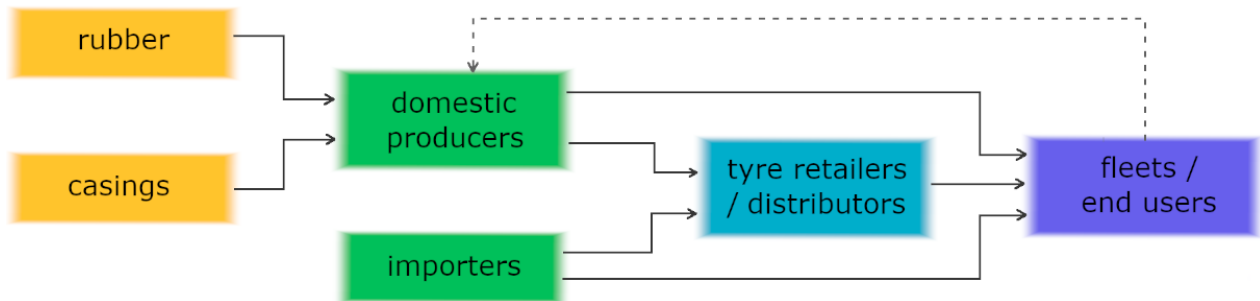 rubber
casings
domestic
producers
importers
tyre retailers
/ distributors
fleets /
end users